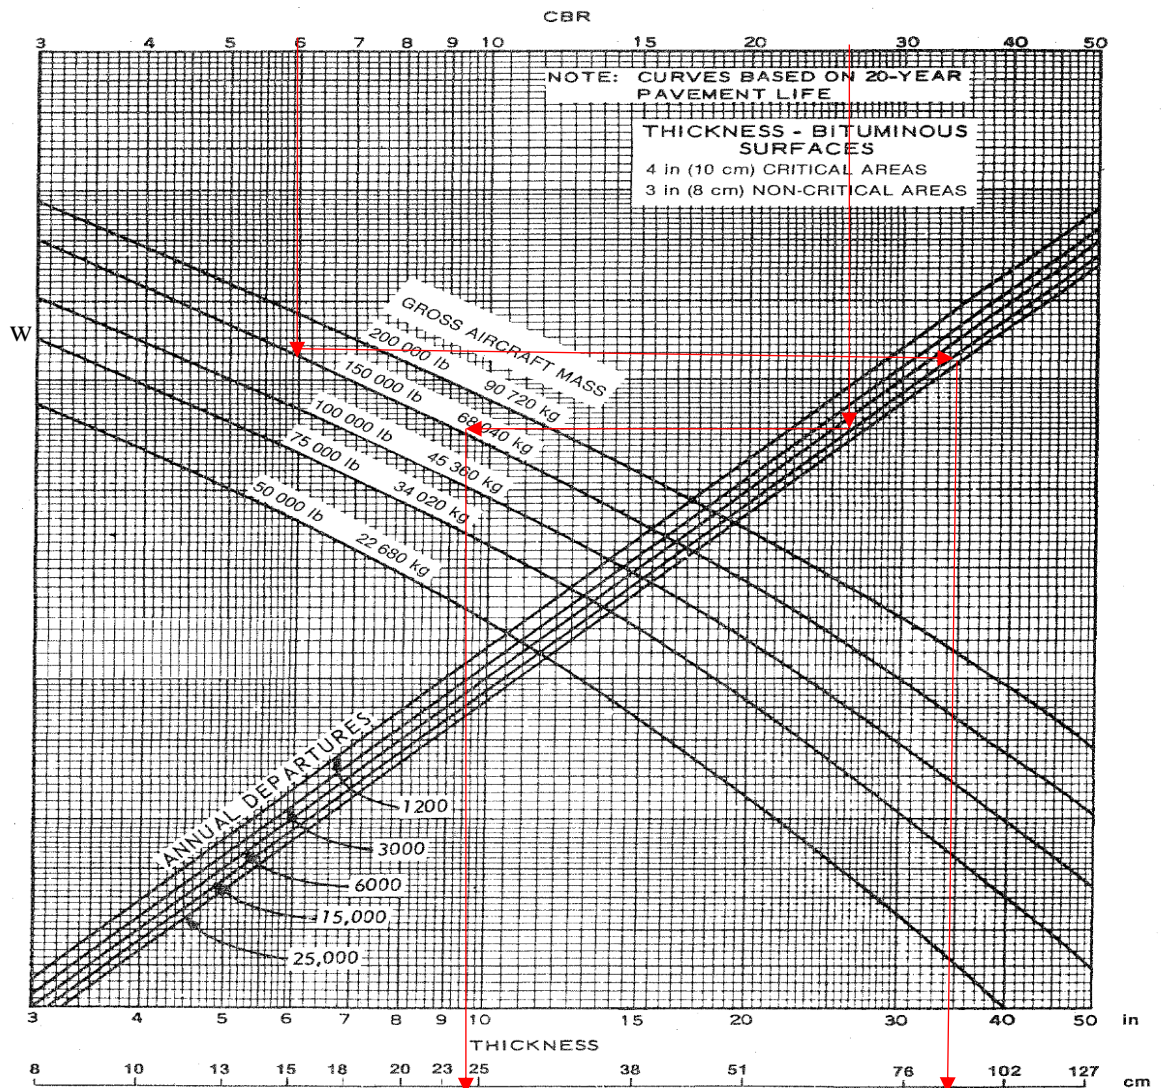 CBR
3 4 5 6 7 8 9 10 15 20 30 40 50
NOTE: CURVES BASED ON 20-YEAR
PAVEMENT LIFE
THICKNESS - BITUMINOUS
SURFACES
4 in (10 cm) CRITICAL AREAS
3 in (8 cm) NON-CRITICAL AREAS
W
GROSS AIRCRAFT MASS
200 000 lb 90 720 kg
150 000 lb 68 040 kg
100 000 lb 45 360 kg
75 000 lb 34 020 kg
50 000 lb 22 680 kg
ANNUAL DEPARTURES
1200
3000
6000
15,000
25,000
3 4 5 6 7 8 9 10 15 20 30 40 50 in
THICKNESS
8 10 13 15 18 20 23 25 38 51 76 102 127 cm